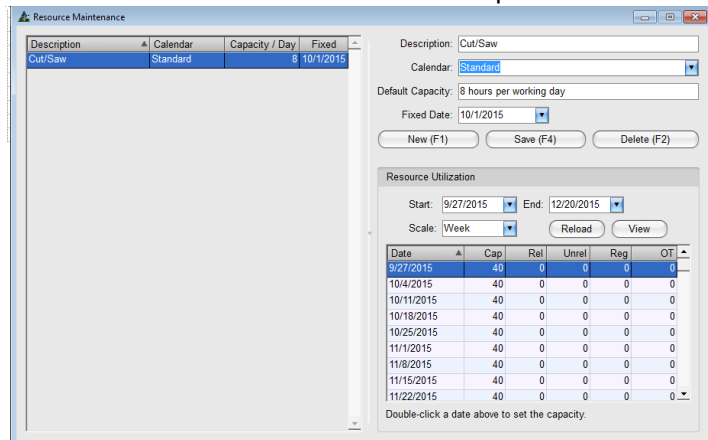 Resource Maintenance
Description Calendar Capacity / Day Fixed
Cut/Saw Standard 8 10/1/2015
Description: Cut/Saw
Calendar: Standard
Default Capacity: 8 hours per working day
Fixed Date: 10/1/2015
New (F1) Save (F4) Delete (F2)
Resource Utilization
Start: 9/27/2015 End: 12/20/2015
Scale: Week Reload View
Date Cap Rel Unrel Reg OT
9/27/2015 40 0 0 0 0
10/4/2015 40 0 0 0 0
10/11/2015 40 0 0 0 0
10/18/2015 40 0 0 0 0
10/25/2015 40 0 0 0 0
11/1/2015 40 0 0 0 0
11/8/2015 40 0 0 0 0
11/15/2015 40 0 0 0 0
11/22/2015 40 0 0 0 0
Double-click a date above to set the capacity.